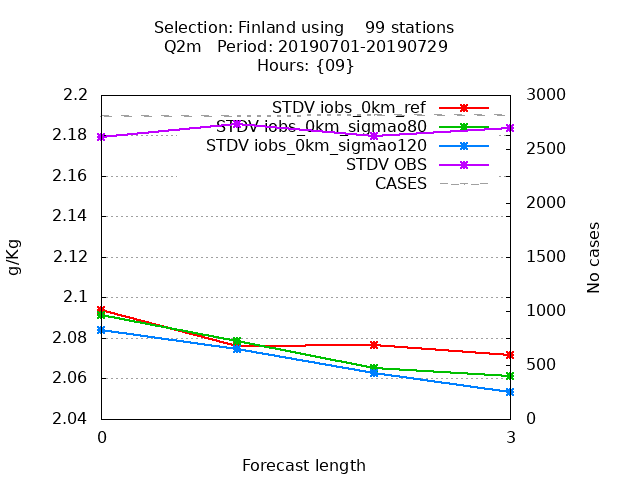 Selection: Finland using 99 stations
Q2m Period: 20190701-20190729
Hours: {09}
2.2
2.18
2.16
2.14
2.12
2.1
2.08
2.06
2.04
g/Kg
STDV iobs_0km_ref
STDV iobs_0km_sigmao80
STDV iobs_0km_sigmao120
STDV OBS
CASES
3000
2500
2000
1500
1000
500
0
No cases
0
3
Forecast length